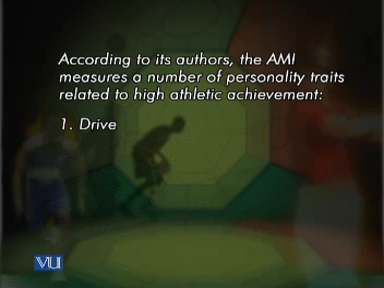 According to its authors, the AMI
measures a number of personality traits
related to high athletic achievement:
1. Drive
VU